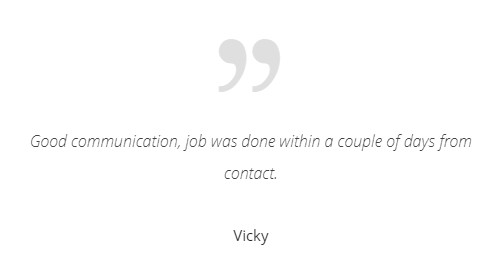 ”
Good communication, job was done within a couple of days from
contact.
Vicky